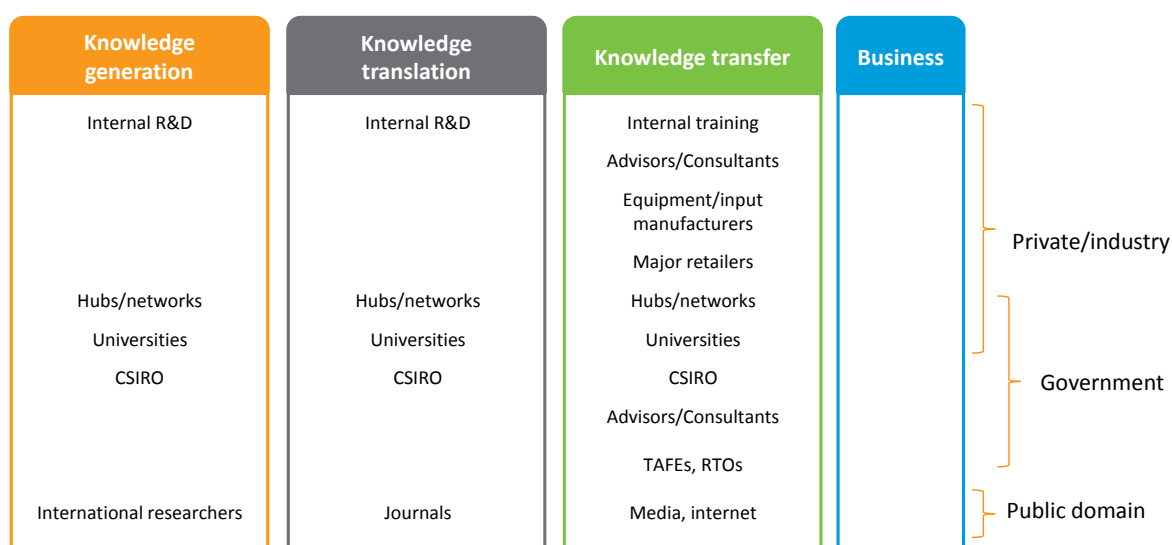 Knowledge
generation
Knowledge
translation
Knowledge transfer
Business
Internal R&D
Internal R&D
Internal training
Advisors/Consultants
Equipment/input
manufacturers
Major retailers
Private/industry
Hubs/networks
Hubs/networks
Hubs/networks
Universities
Universities
Universities
CSIRO
CSIRO
CSIRO
Government
Advisors/Consultants
TAFEs, RTOs
International researchers
Journals
Media, internet
Public domain